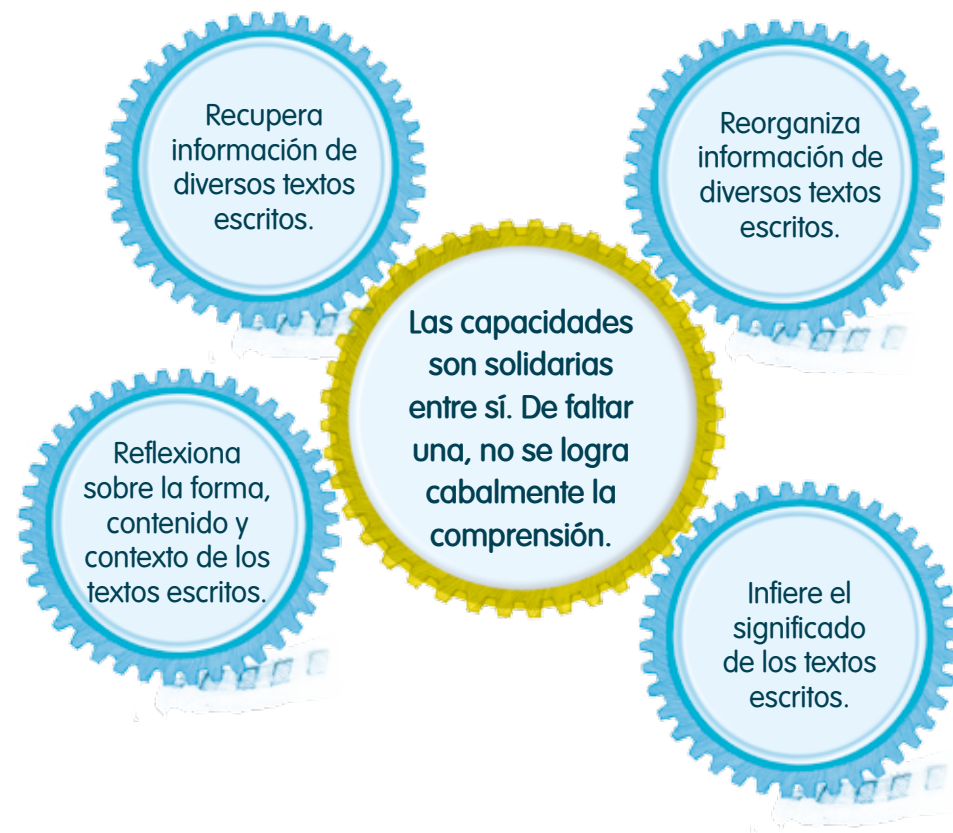 Recupera
información de
diversos textos
escritos.
Reorganiza
información de
diversos textos
escritos.
Las capacidades
son solidarias
entre sí. De faltar
una, no se logra
cabalmente la
comprensión.
Reflexiona
sobre la forma,
contenido y
contexto de los
textos escritos.
Infiere el
significado
de los textos
escritos.